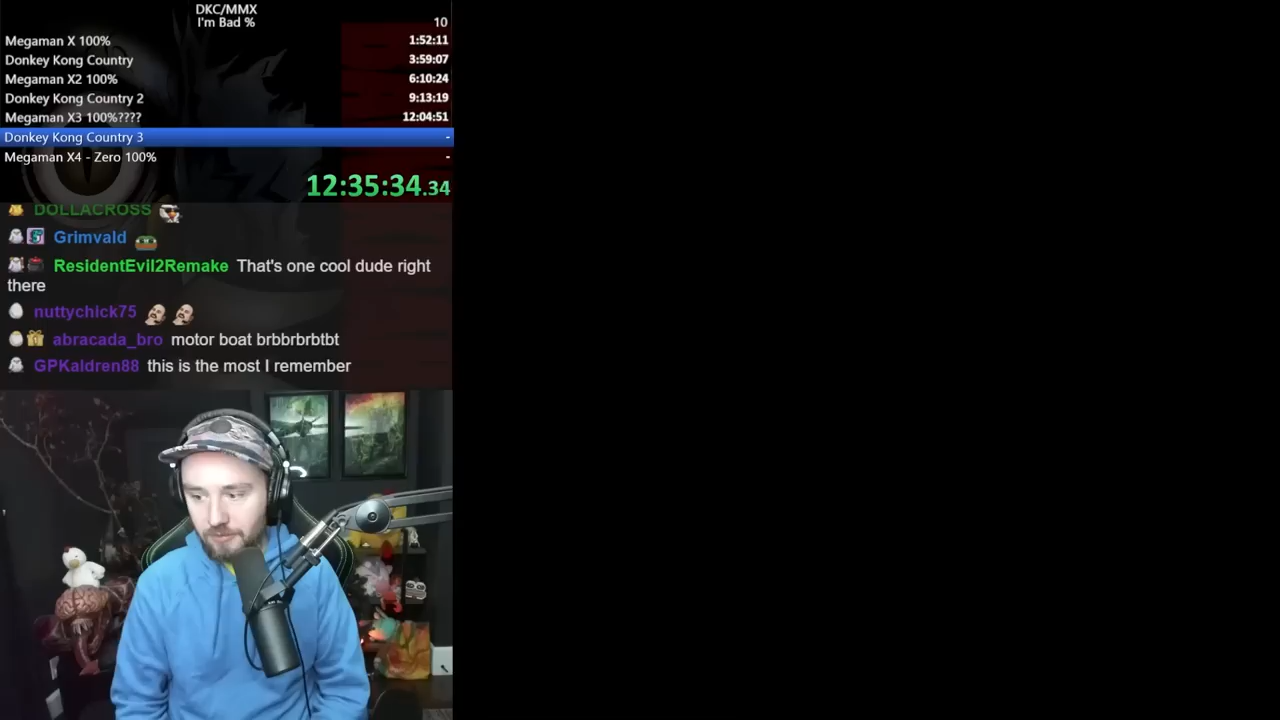 DKC/MMX
I'm Bad %
10
Megaman X 100% 1:52:11
Donkey Kong Country 3:59:07
Megaman X2 100% 6:10:24
Donkey Kong Country 2 9:13:19
Megaman X3 100%???? 12:04:51
Donkey Kong Country 3 -
Megaman X4 - Zero 100% -
12:35:34.34
DOLLACROSS
Grimvald
ResidentEvil2Remake That's one cool dude right
there
nuttychick75
abracada_bro motor boat brbbrbrbtbt
GPKaldren88 this is the most I remember